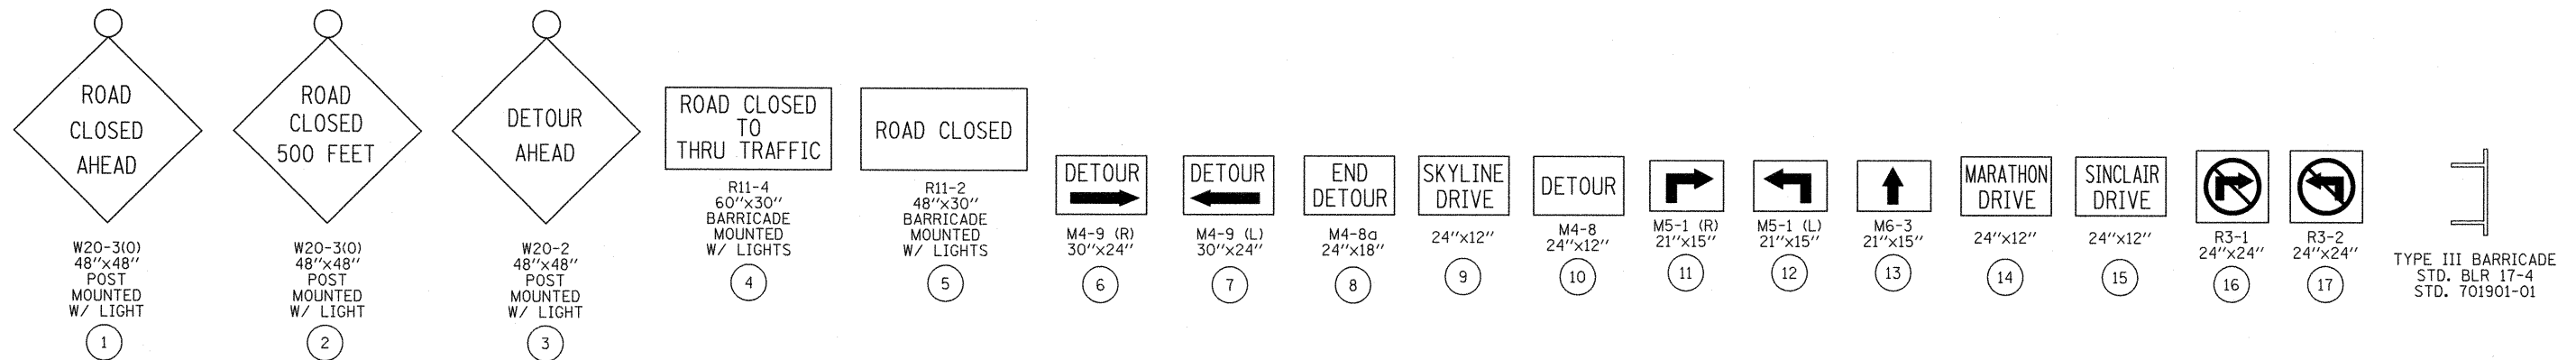 ROAD
CLOSED
AHEAD
W20-3(O)
48"x48"
POST
MOUNTED
W/ LIGHT
1
ROAD
CLOSED
500 FEET
W20-3(O)
48"x48"
POST
MOUNTED
W/ LIGHT
2
DETOUR
AHEAD
W20-2
48"x48"
POST
MOUNTED
W/ LIGHT
3
ROAD CLOSED
TO
THRU TRAFFIC
R11-4
60"x30"
BARRICADE
MOUNTED
W/ LIGHTS
4
ROAD CLOSED
R11-2
48"x30"
BARRICADE
MOUNTED
W/ LIGHTS
5
DETOUR
M4-9 (R)
30"x24"
6
DETOUR
M4-9 (L)
30"x24"
7
END
DETOUR
M4-8a
24"x18"
8
SKYLINE
DRIVE
24"x12"
9
DETOUR
M4-8
24"x12"
10
M5-1 (R)
21"x15"
11
M5-1 (L)
21"x15"
12
M6-3
21"x15"
13
MARATHON
DRIVE
24"x12"
14
SINCLAIR
DRIVE
24"x12"
15
R3-1
24"x24"
16
R3-2
24"x24"
17
TYPE III BARRICADE
STD. BLR 17-4
STD. 701901-01